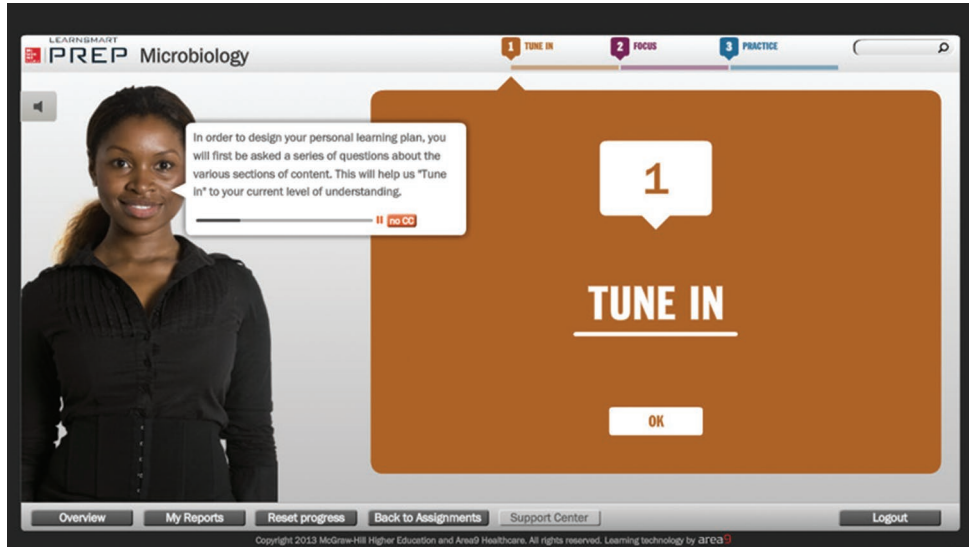 LEARNSMART
PREP Microbiology
1 TUNE IN
2 FOCUS
3 PRACTICE
In order to design your personal learning plan, you
will first be asked a series of questions about the
various sections of content. This will help us "Tune
in" to your current level of understanding.
no CC
1
TUNE IN
OK
Overview
My Reports
Reset progress
Back to Assignments
Support Center
Logout
Copyright 2013 McGraw-Hill Higher Education and Area9 Healthcare. All rights reserved. Learning technology by area9